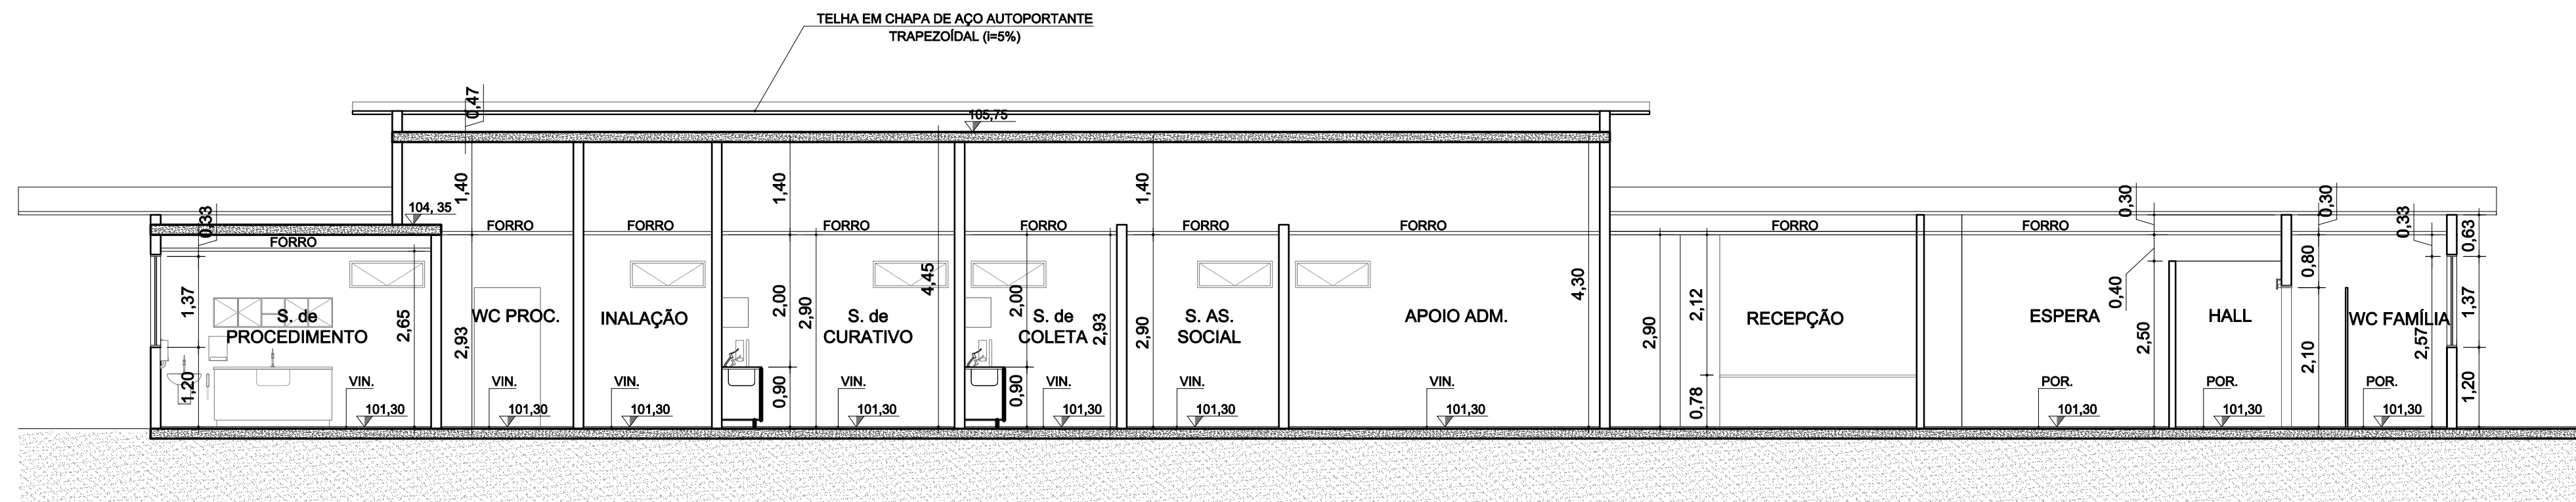 TELHA EM CHAPA DE AÇO AUTOPORTANTE
TRAPEZOÍDAL (i=5%)
0,47
105,75
1,40
1,40
1,40
104, 35
0,33
0,30
0,30
0,33
0,63
FORRO
FORRO
FORRO
FORRO
FORRO
FORRO
FORRO
FORRO
FORRO
1,37
S. de
PROCEDIMENTO
2,65
1,20
VIN.
101,30
2,93
WC PROC.
VIN.
101,30
INALAÇÃO
VIN.
101,30
2,00
0,90
2,90
S. de
CURATIVO
4,45
VIN.
101,30
2,00
0,90
S. de
COLETA
2,93
VIN.
101,30
2,90
S. AS.
SOCIAL
VIN.
101,30
APOIO ADM.
VIN.
101,30
4,30
2,90
2,12
0,78
RECEPÇÃO
ESPERA
POR.
101,30
0,40
2,50
HALL
POR.
101,30
0,80
2,10
WC FAMÍLIA
POR.
101,30
2,57
1,37
1,20